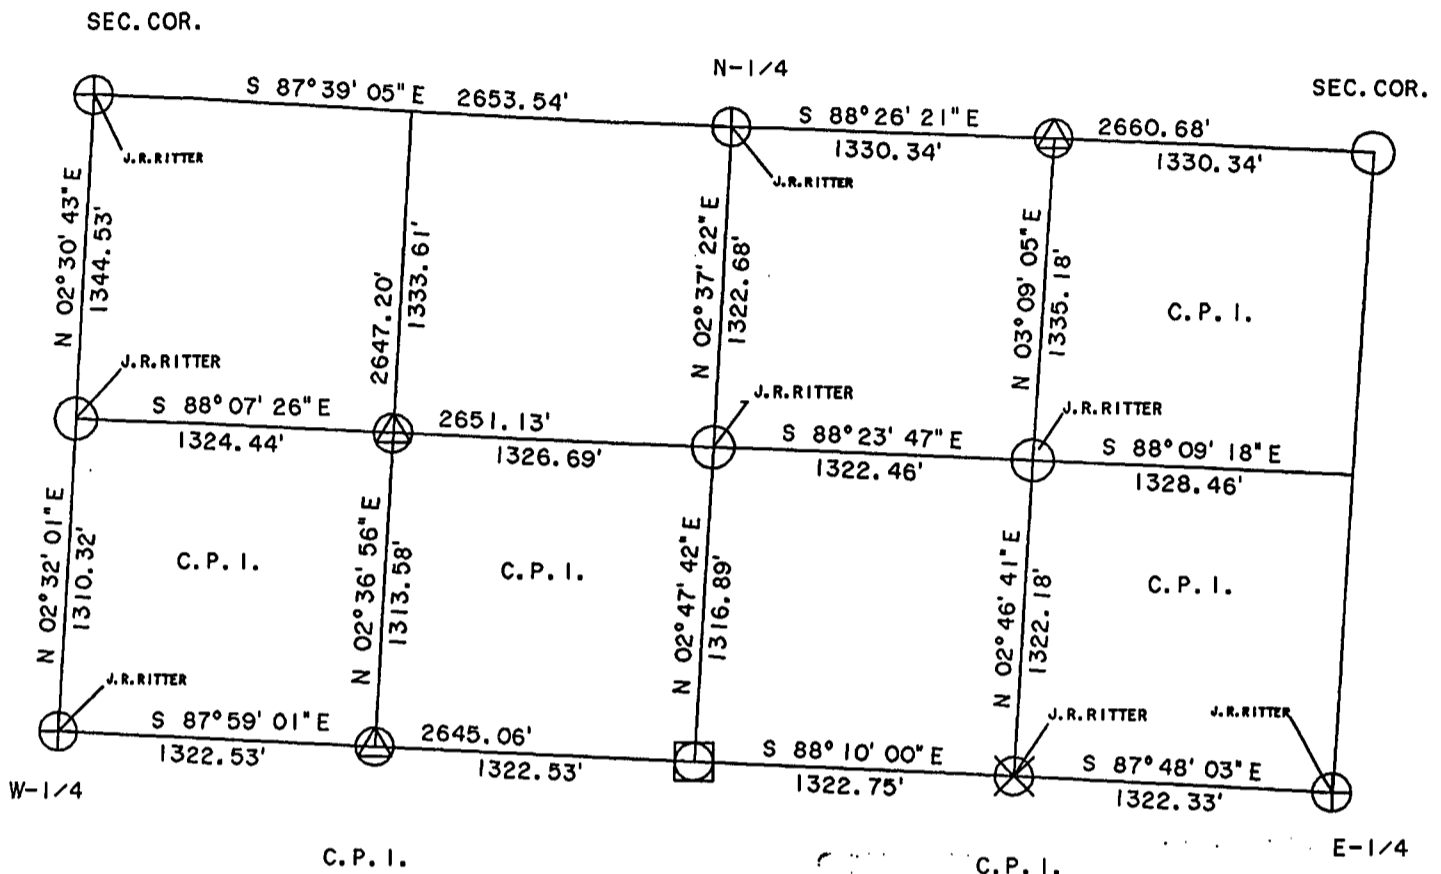 SEC. COR.
N-1/4
SEC. COR.
S 87° 39' 05" E 2653.54'
S 88° 26' 21" E 2660.68'
1330.34' 1330.34'
J.R.RITTER
J.R.RITTER
N 02° 30' 43" E
1344.53'
2647.20'
1333.61'
N 02° 37' 22" E
1322.68'
N 03° 09' 05" E
1335.18'
C. P. I.
J.R.RITTER
J.R.RITTER
J.R.RITTER
S 88° 07' 26" E 2651.13'
1324.44' 1326.69'
S 88° 23' 47" E
1322.46'
S 88° 09' 18" E
1328.46'
N 02° 32' 01" E
1310.32'
C. P. I.
N 02° 36' 56" E
1313.58'
C. P. I.
N 02° 47' 42" E
1316.89'
N 02° 46' 41" E
1322.18'
C. P. I.
J.R.RITTER
J.R.RITTER
J.R.RITTER
S 87° 59' 01" E 2645.06'
1322.53' 1322.53'
S 88° 10' 00" E
1322.75'
S 87° 48' 03" E
1322.33'
W-1/4
E-1/4
C. P. I.
C. P. I.